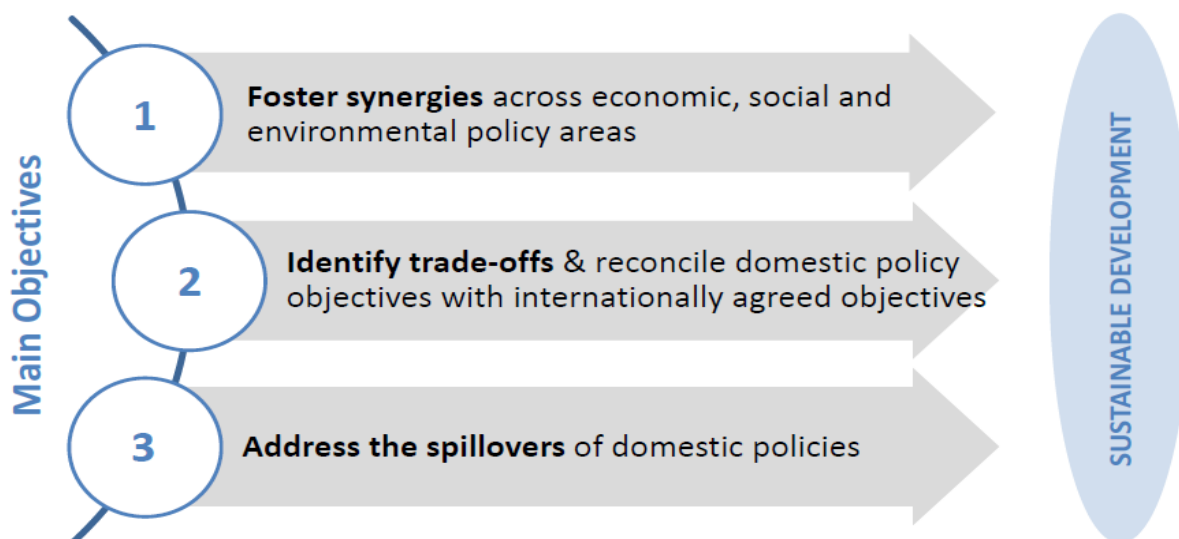 Main Objectives
1
Foster synergies across economic, social and
environmental policy areas
2
Identify trade-offs & reconcile domestic policy
objectives with internationally agreed objectives
3
Address the spillovers of domestic policies
SUSTAINABLE DEVELOPMENT